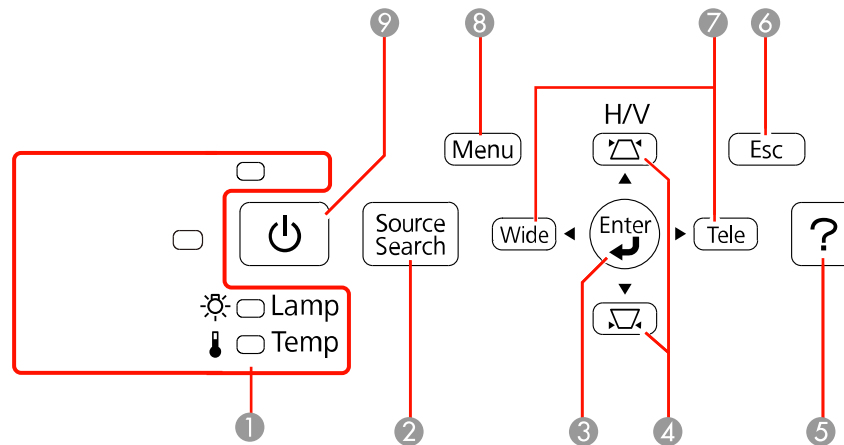 9
8
7
6
H/V
Menu
Esc
Source
Search
Wide
Enter
Tele
?
Lamp
Temp
1
2
3
4
5